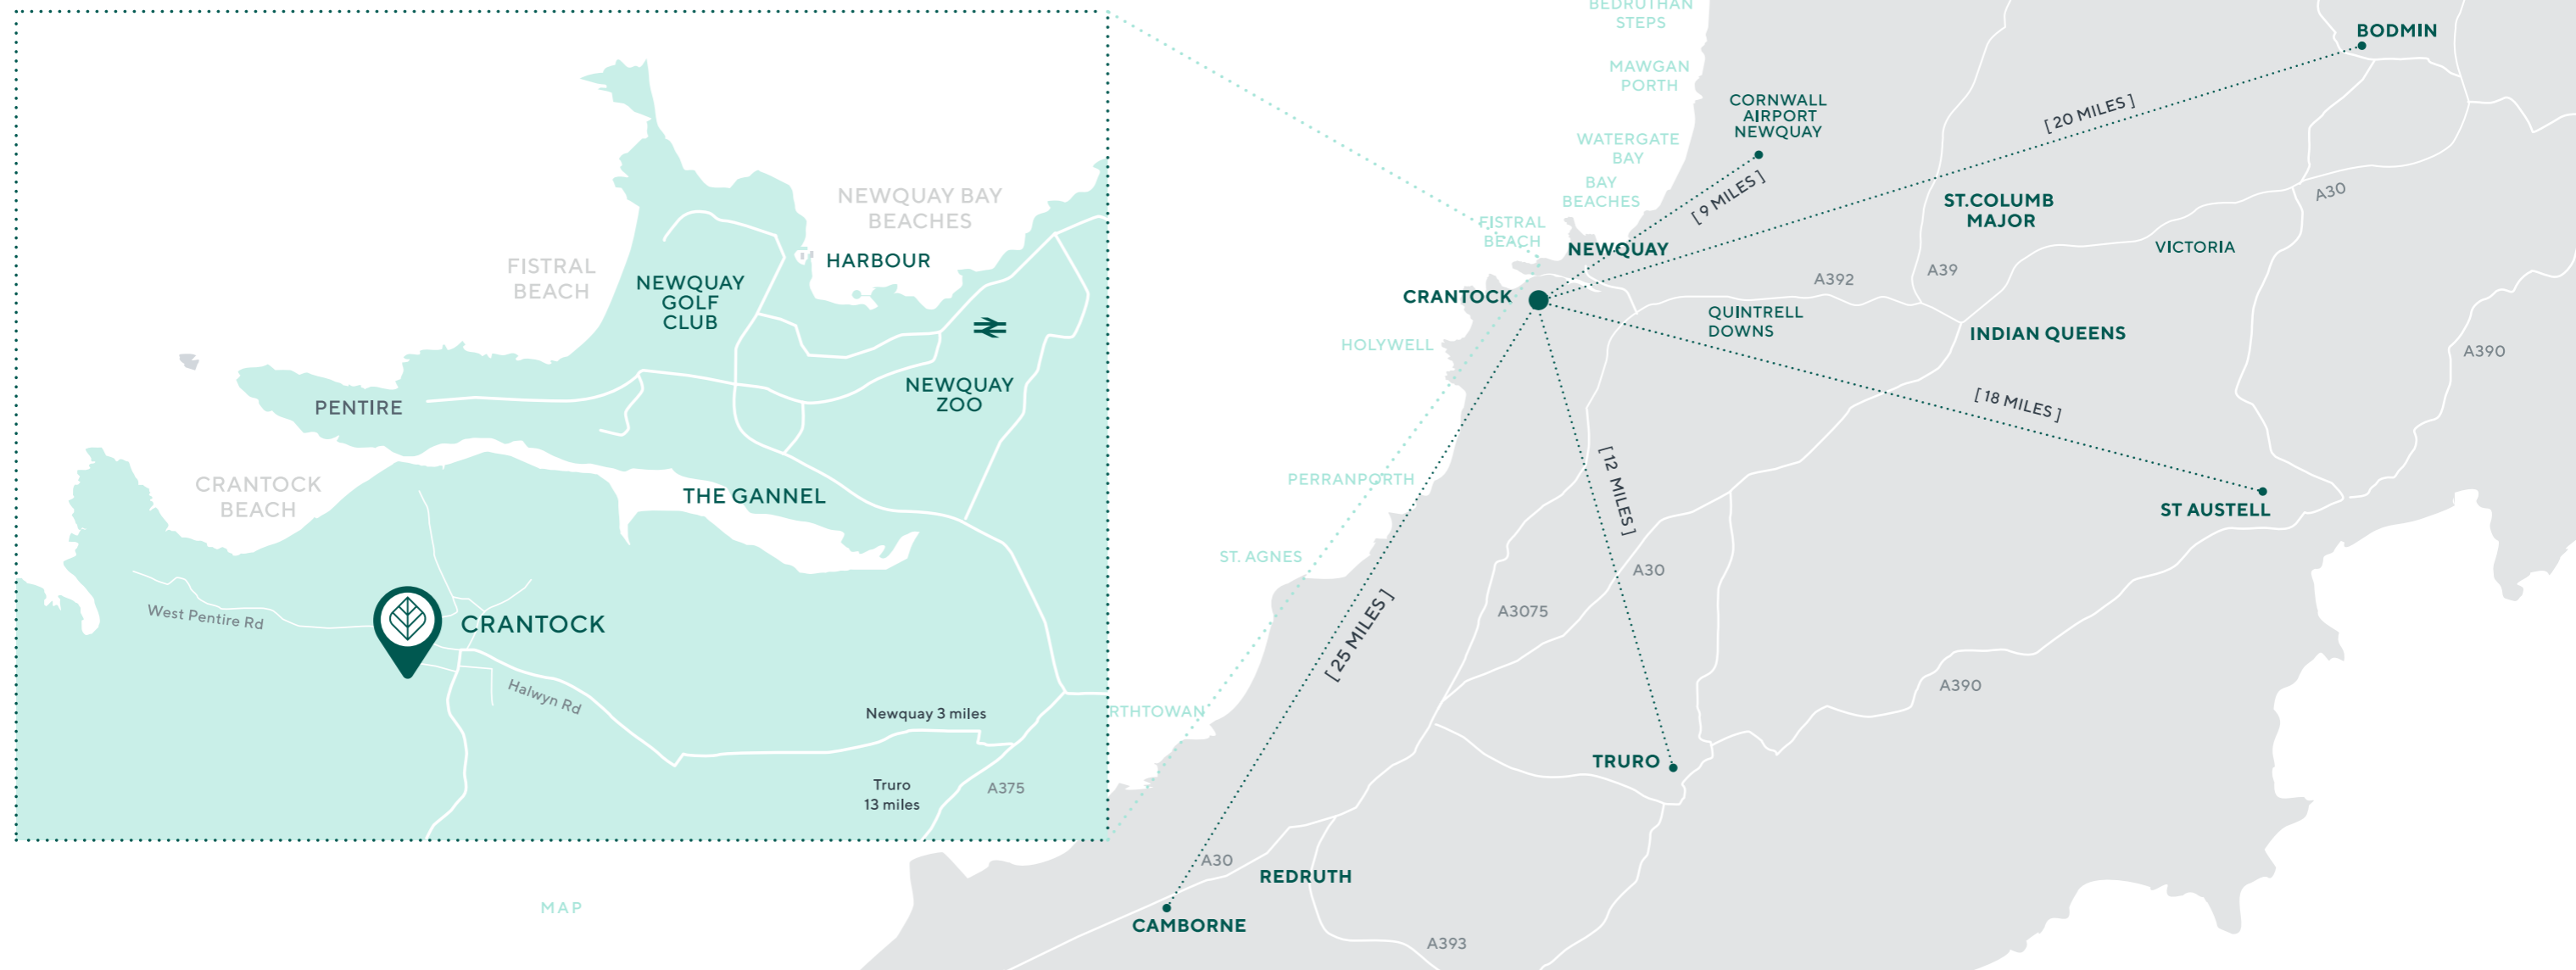 NEWQUAY BAY
BEACHES
HARBOUR
FISTRAL
BEACH
NEWQUAY
GOLF
CLUB
NEWQUAY
ZOO
PENTIRE
CRANTOCK
BEACH
THE GANNEL
West Pentire Rd
CRANTOCK
Halwyn Rd
Newquay 3 miles
Truro
13 miles
A375
MAP
BEDRUTHAN
STEPS
MAWGAN
PORTH
WATERGATE
BAY
BAY
BEACHES
FISTRAL
BEACH
CORNWALL
AIRPORT
NEWQUAY
[ 9 MILES ]
NEWQUAY
CRANTOCK
HOLYWELL
PERRANPORTH
ST. AGNES
RTHTOWAN
BODMIN
[ 20 MILES ]
ST.COLUMB
MAJOR
A30
VICTORIA
A392
A39
QUINTRELL
DOWNS
INDIAN QUEENS
A390
[ 18 MILES ]
ST AUSTELL
[ 12 MILES ]
A30
A3075
[ 25 MILES ]
A390
TRURO
A30
REDRUTH
CAMBORNE
A393